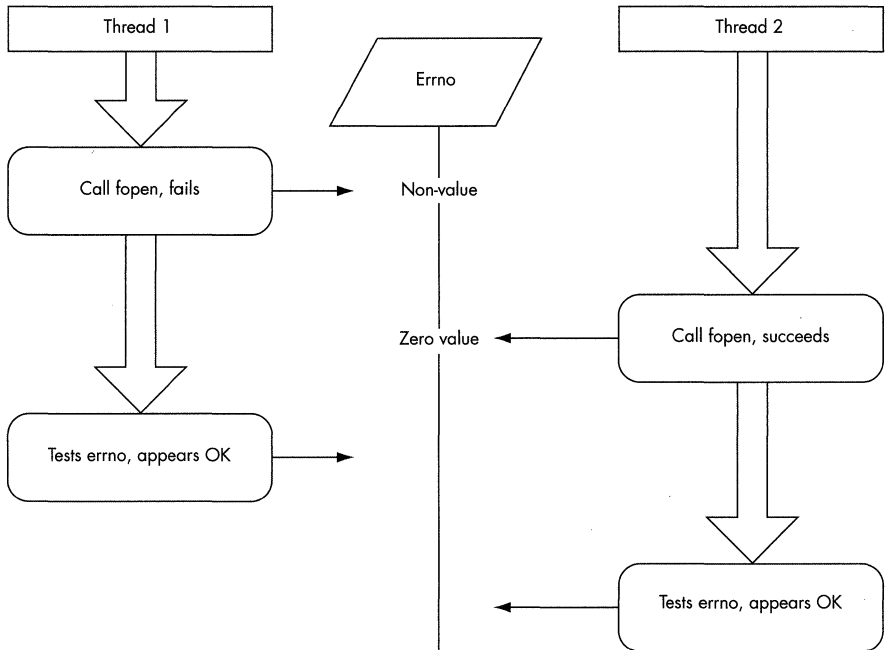 Thread 1
Thread 2
Errno
Call fopen, fails
Non-value
Zero value
Call fopen, succeeds
Tests errno, appears OK
Tests errno, appears OK